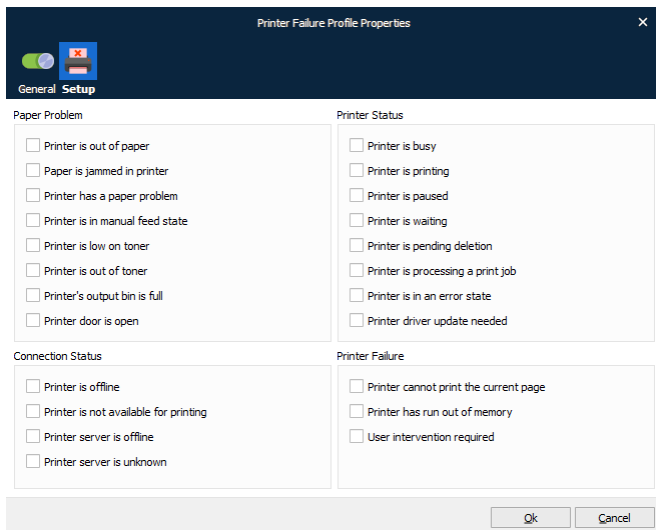 Printer Failure Profile Properties
General Setup
Paper Problem
Printer is out of paper
Paper is jammed in printer
Printer has a paper problem
Printer is in manual feed state
Printer is low on toner
Printer is out of toner
Printer's output bin is full
Printer door is open
Printer Status
Printer is busy
Printer is printing
Printer is paused
Printer is waiting
Printer is pending deletion
Printer is processing a print job
Printer is in an error state
Printer driver update needed
Connection Status
Printer is offline
Printer is not available for printing
Printer server is offline
Printer server is unknown
Printer Failure
Printer cannot print the current page
Printer has run out of memory
User intervention required
Ok
Cancel